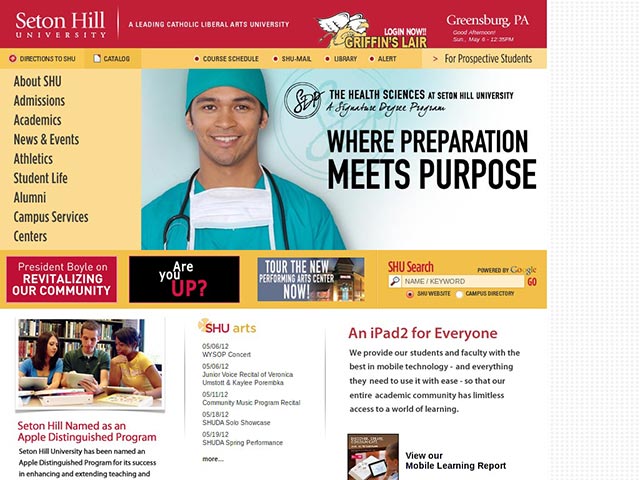 Seton Hill
UNIVERSITY
A LEADING CATHOLIC LIBERAL ARTS UNIVERSITY
LOGIN NOW!!
GRIFFIN'S LAIR
Greensburg, PA
Good Afternoon!
Sun., May 6 - 12:35PM
DIRECTIONS TO SHU
CATALOG
COURSE SCHEDULE
SHU-MAIL
LIBRARY
ALERT
> For Prospective Students
About SHU
Admissions
Academics
News & Events
Athletics
Student Life
Alumni
Campus Services
Centers
SDP THE HEALTH SCIENCES AT SETON HILL UNIVERSITY
A Signature Degree Program
WHERE PREPARATION
MEETS PURPOSE
President Boyle on
REVITALIZING
OUR COMMUNITY
Are
you
UP?
TOUR THE NEW
PERFORMING ARTS CENTER
NOW!
SHU Search
POWERED BY Google
NAME / KEYWORD
GO
SHU WEBSITE
CAMPUS DIRECTORY
Seton Hill Named as an
Apple Distinguished Program
Seton Hill University has been named an
Apple Distinguished Program for its success
in enhancing and extending teaching and
SHU arts
05/06/12
WYSOP Concert
05/06/12
Junior Voice Recital of Veronica
Umstott & Kaylee Porembka
05/11/12
Community Music Program Recital
05/18/12
SHUDA Solo Showcase
05/19/12
SHUDA Spring Performance
more...
An iPad2 for Everyone
We provide our students and faculty with the
best in mobile technology - and everything
they need to use it with ease - so that our
entire academic community has limitless
access to a world of learning.
View our
Mobile Learning Report